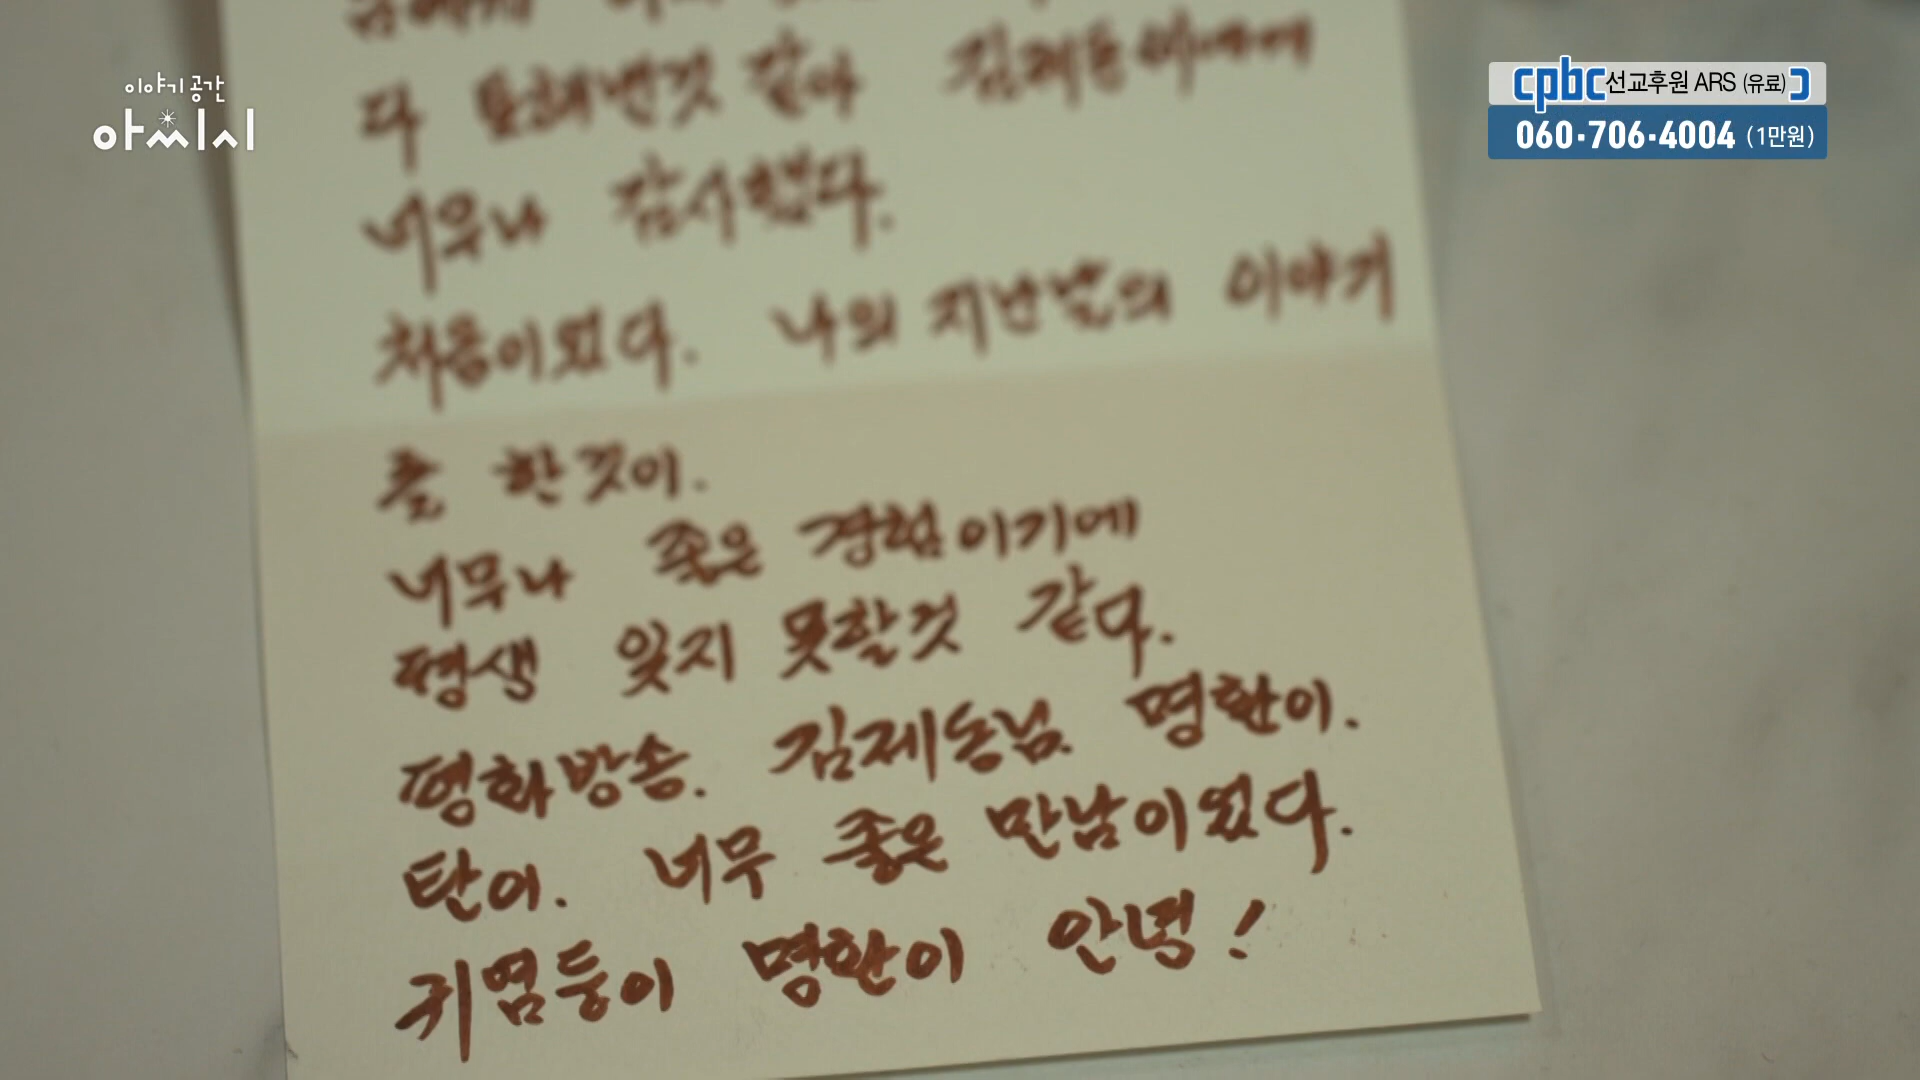 이야기 공간
아씨시
cpbc 선교후원 ARS (유료)
060·706·4004 (1만원)
다 같아
너무나 감사했다.
처음이었다. 나의 지난날의 이야기
를 한것이.
너무나 좋은 경험이기에
평생 잊지 못할것 같다.
평화방송. 김제동님. 명환이.
탄이. 너무 좋은 만남이었다.
귀염둥이 명환이 안녕!